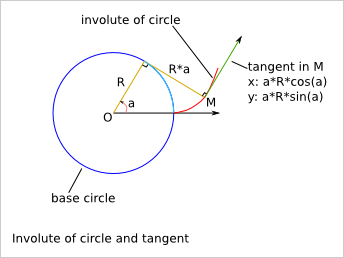 involute of circle
R*a
tangent in M
x: a*R*cos(a)
y: a*R*sin(a)
R
a
M
O
base circle
Involute of circle and tangent